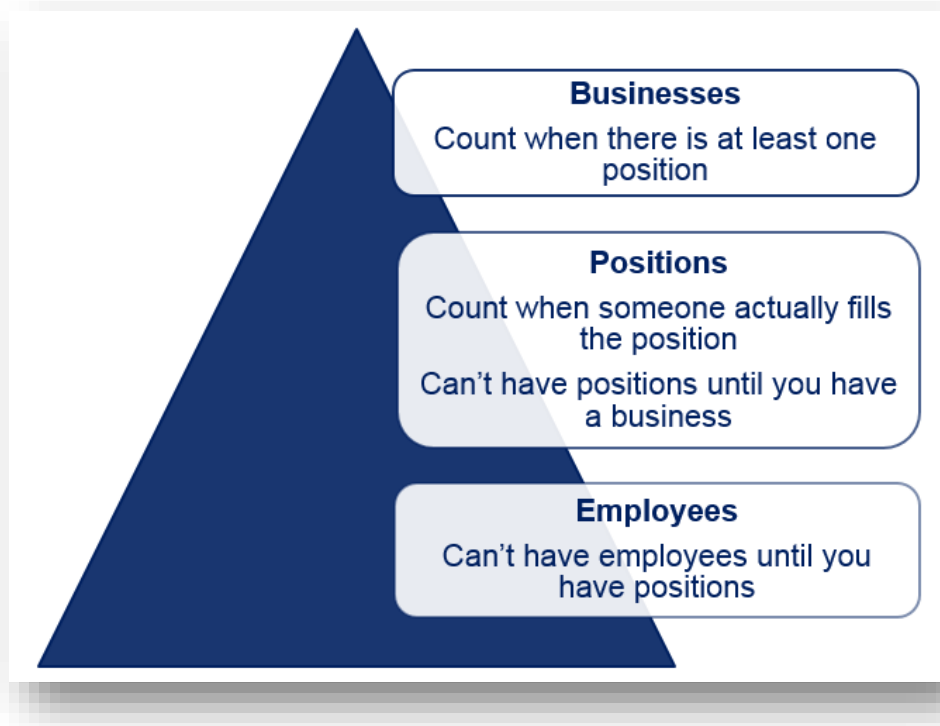 Businesses
Count when there is at least one
position
Positions
Count when someone actually fills
the position
Can’t have positions until you have
a business
Employees
Can’t have employees until you
have positions